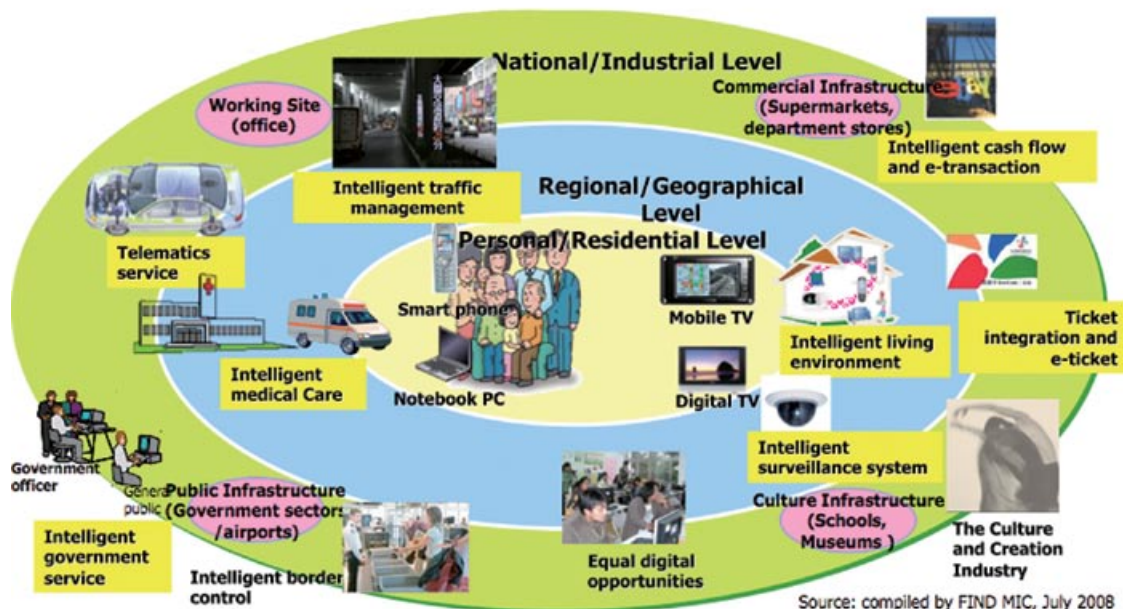 National/Industrial Level
Working Site
(office)
Commercial Infrastructure
(Supermarkets,
department stores)
Intelligent cash flow
and e-transaction
Intelligent traffic
management
Regional/Geographical
Level
Personal/Residential Level
Telematics
service
Smart phone
Mobile TV
Intelligent living
environment
Ticket
integration and
e-ticket
Intelligent
medical Care
Notebook PC
Digital TV
Intelligent
surveillance system
Government
officer
General
public
Public Infrastructure
(Government sectors
/airports)
Culture Infrastructure
(Schools,
Museums )
Intelligent
government
service
Intelligent border
control
Equal digital
opportunities
The Culture
and Creation
Industry
Source: compiled by FIND MIC, July 2008